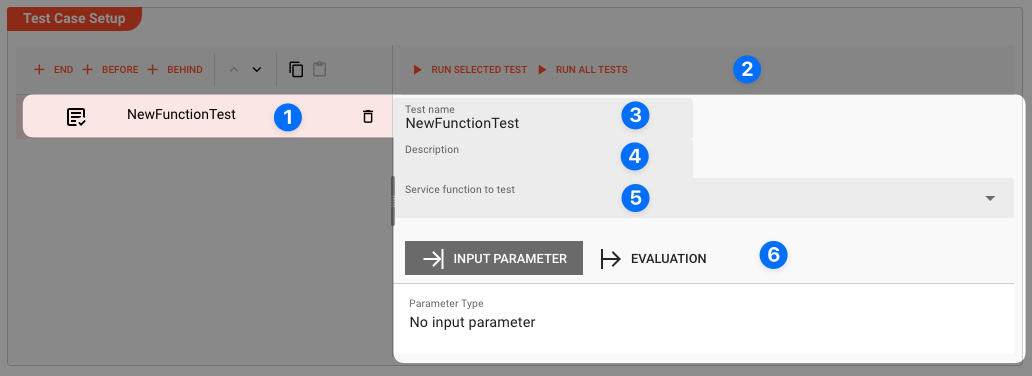 Test Case Setup
END BEFORE BEHIND
RUN SELECTED TEST RUN ALL TESTS 2
NewFunctionTest 1
Test name
NewFunctionTest 3
Description 4
Service function to test 5
INPUT PARAMETER EVALUATION 6
Parameter Type
No input parameter